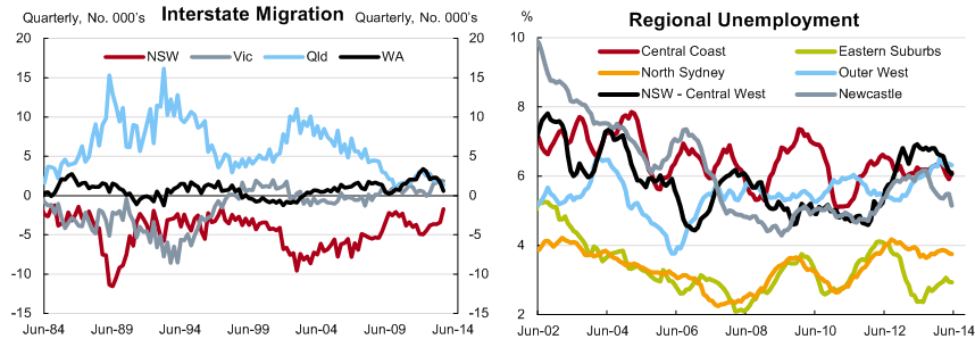 Interstate Migration
Quarterly, No. 000's
Quarterly, No. 000's
NSW Vic Qld WA
20
15
10
5
0
-5
-10
-15
20
15
10
5
0
-5
-10
-15
Jun-84 Jun-89 Jun-94 Jun-99 Jun-04 Jun-09 Jun-14
Regional Unemployment
%
Central Coast Eastern Suburbs
North Sydney Outer West
NSW - Central West Newcastle
10
8
6
4
2
Jun-02 Jun-04 Jun-06 Jun-08 Jun-10 Jun-12 Jun-14